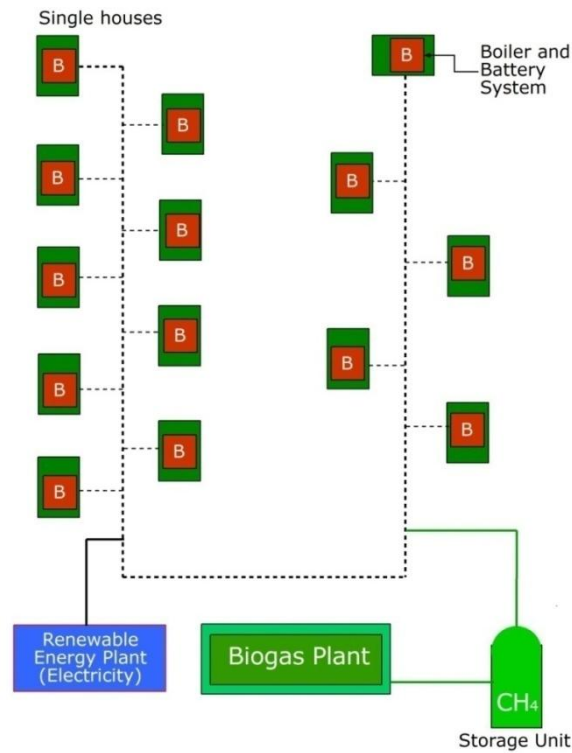 Single houses
B
B
Boiler and
Battery
System
B
B
B
B
B
B
B
B
B
B
B
B
Renewable
Energy Plant
(Electricity)
Biogas Plant
CH₄
Storage Unit